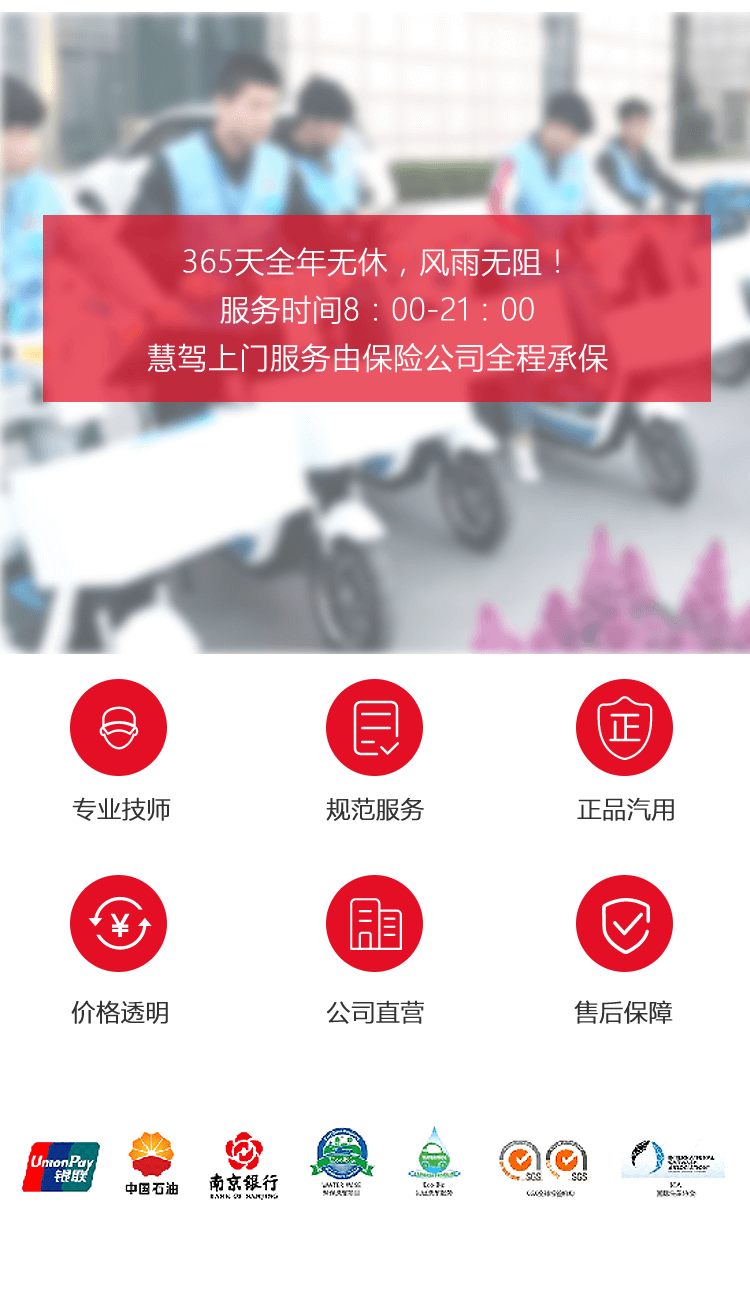 365天全年无休，风雨无阻！
服务时间8：00-21：00
慧驾上门服务由保险公司全程承保
正
专业技师
规范服务
正品汽用
¥
价格透明
公司直营
售后保障
UnionPay
银联
中国石油
南京银行
BANK OF NANJING
SGS
SGS
INTERNATIONAL
CARWASH
ASSOCIATION